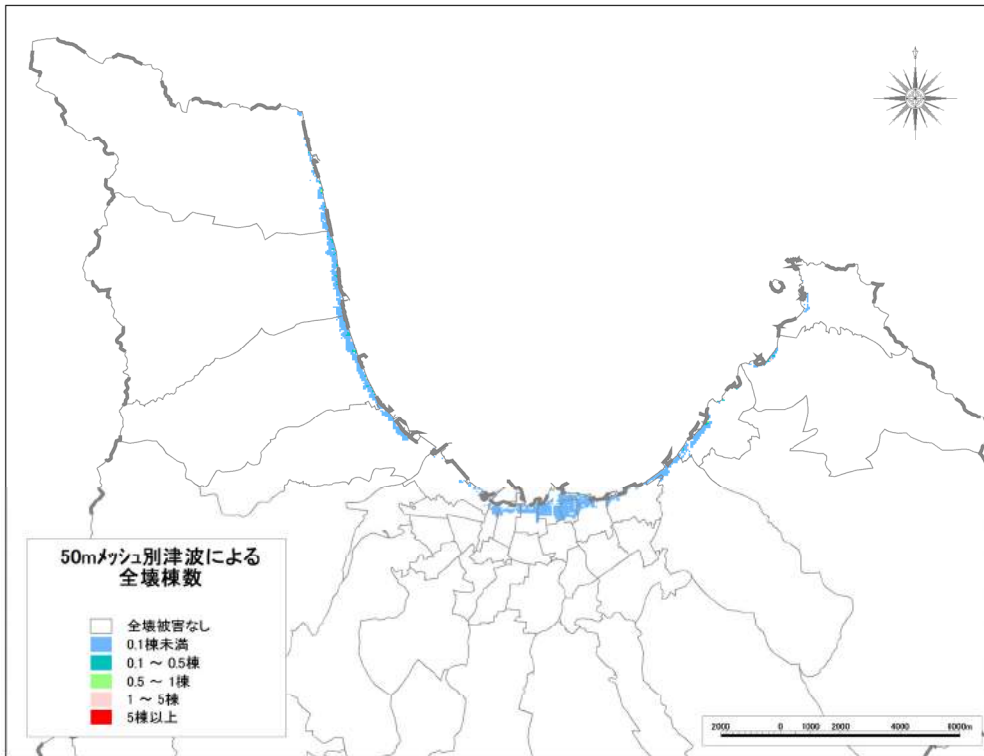 50mメッシュ別津波による
全壊棟数
全壊被害なし
0.1棟未満
0.1 ～ 0.5棟
0.5 ～ 1棟
1 ～ 5棟
5棟以上
2000 0 1000 2000 4000 6000m